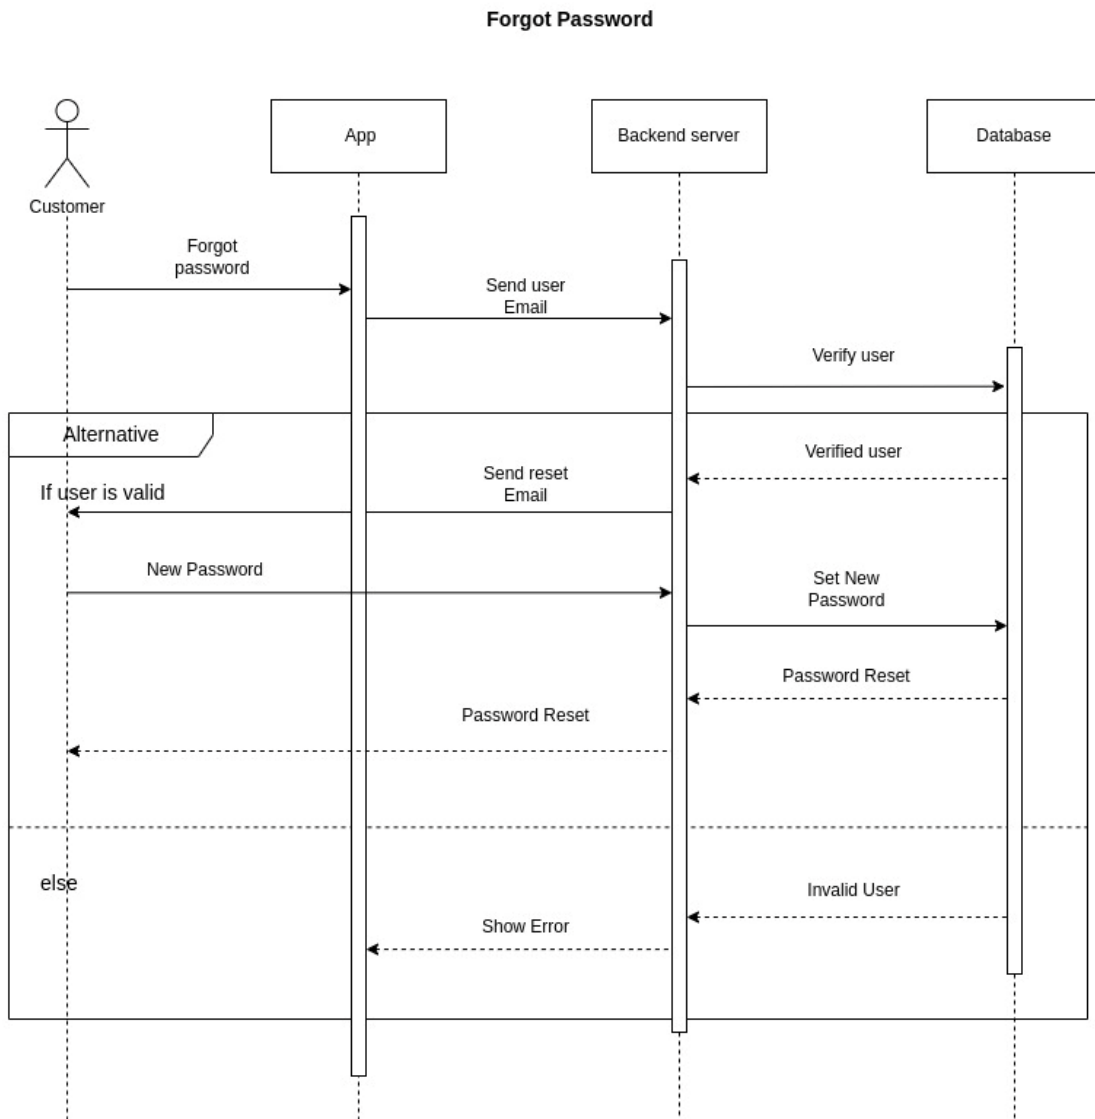 Forgot Password
App
Backend server
Database
Customer
Forgot
password
Send user
Email
Verify user
Alternative
Verified user
Send reset
Email
If user is valid
New Password
Set New
Password
Password Reset
Password Reset
else
Invalid User
Show Error